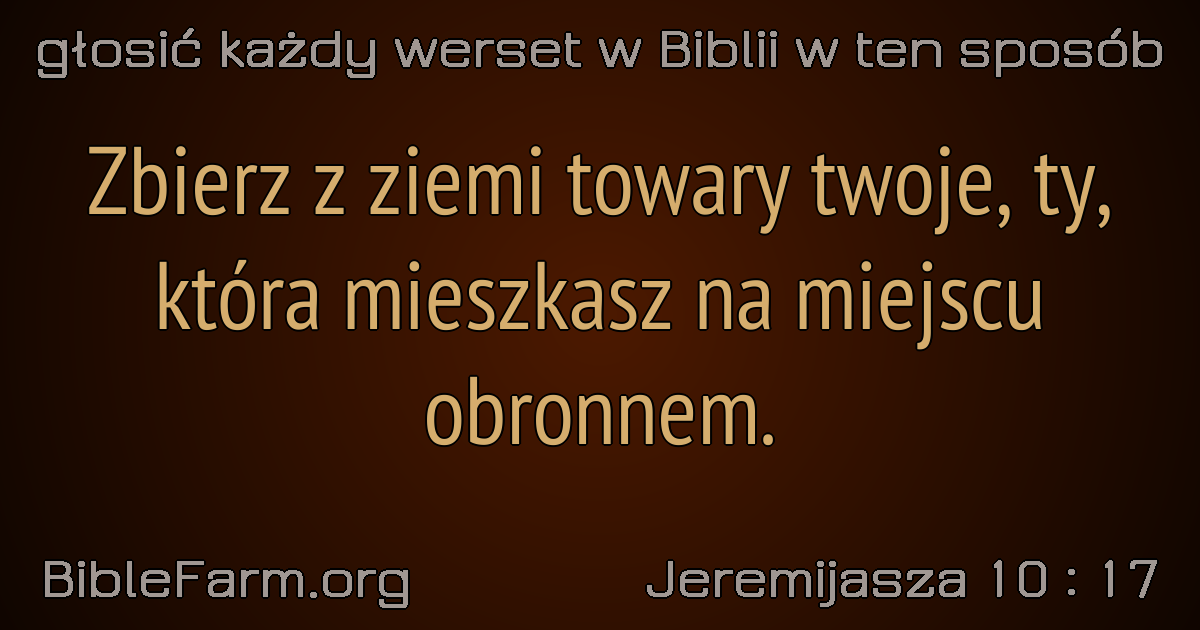 głosić każdy werset w Biblii w ten sposób
Zbierz z ziemi towary twoje, ty,
która mieszkasz na miejscu
obronnem.
BibleFarm.org
Jeremijasza 10 : 17